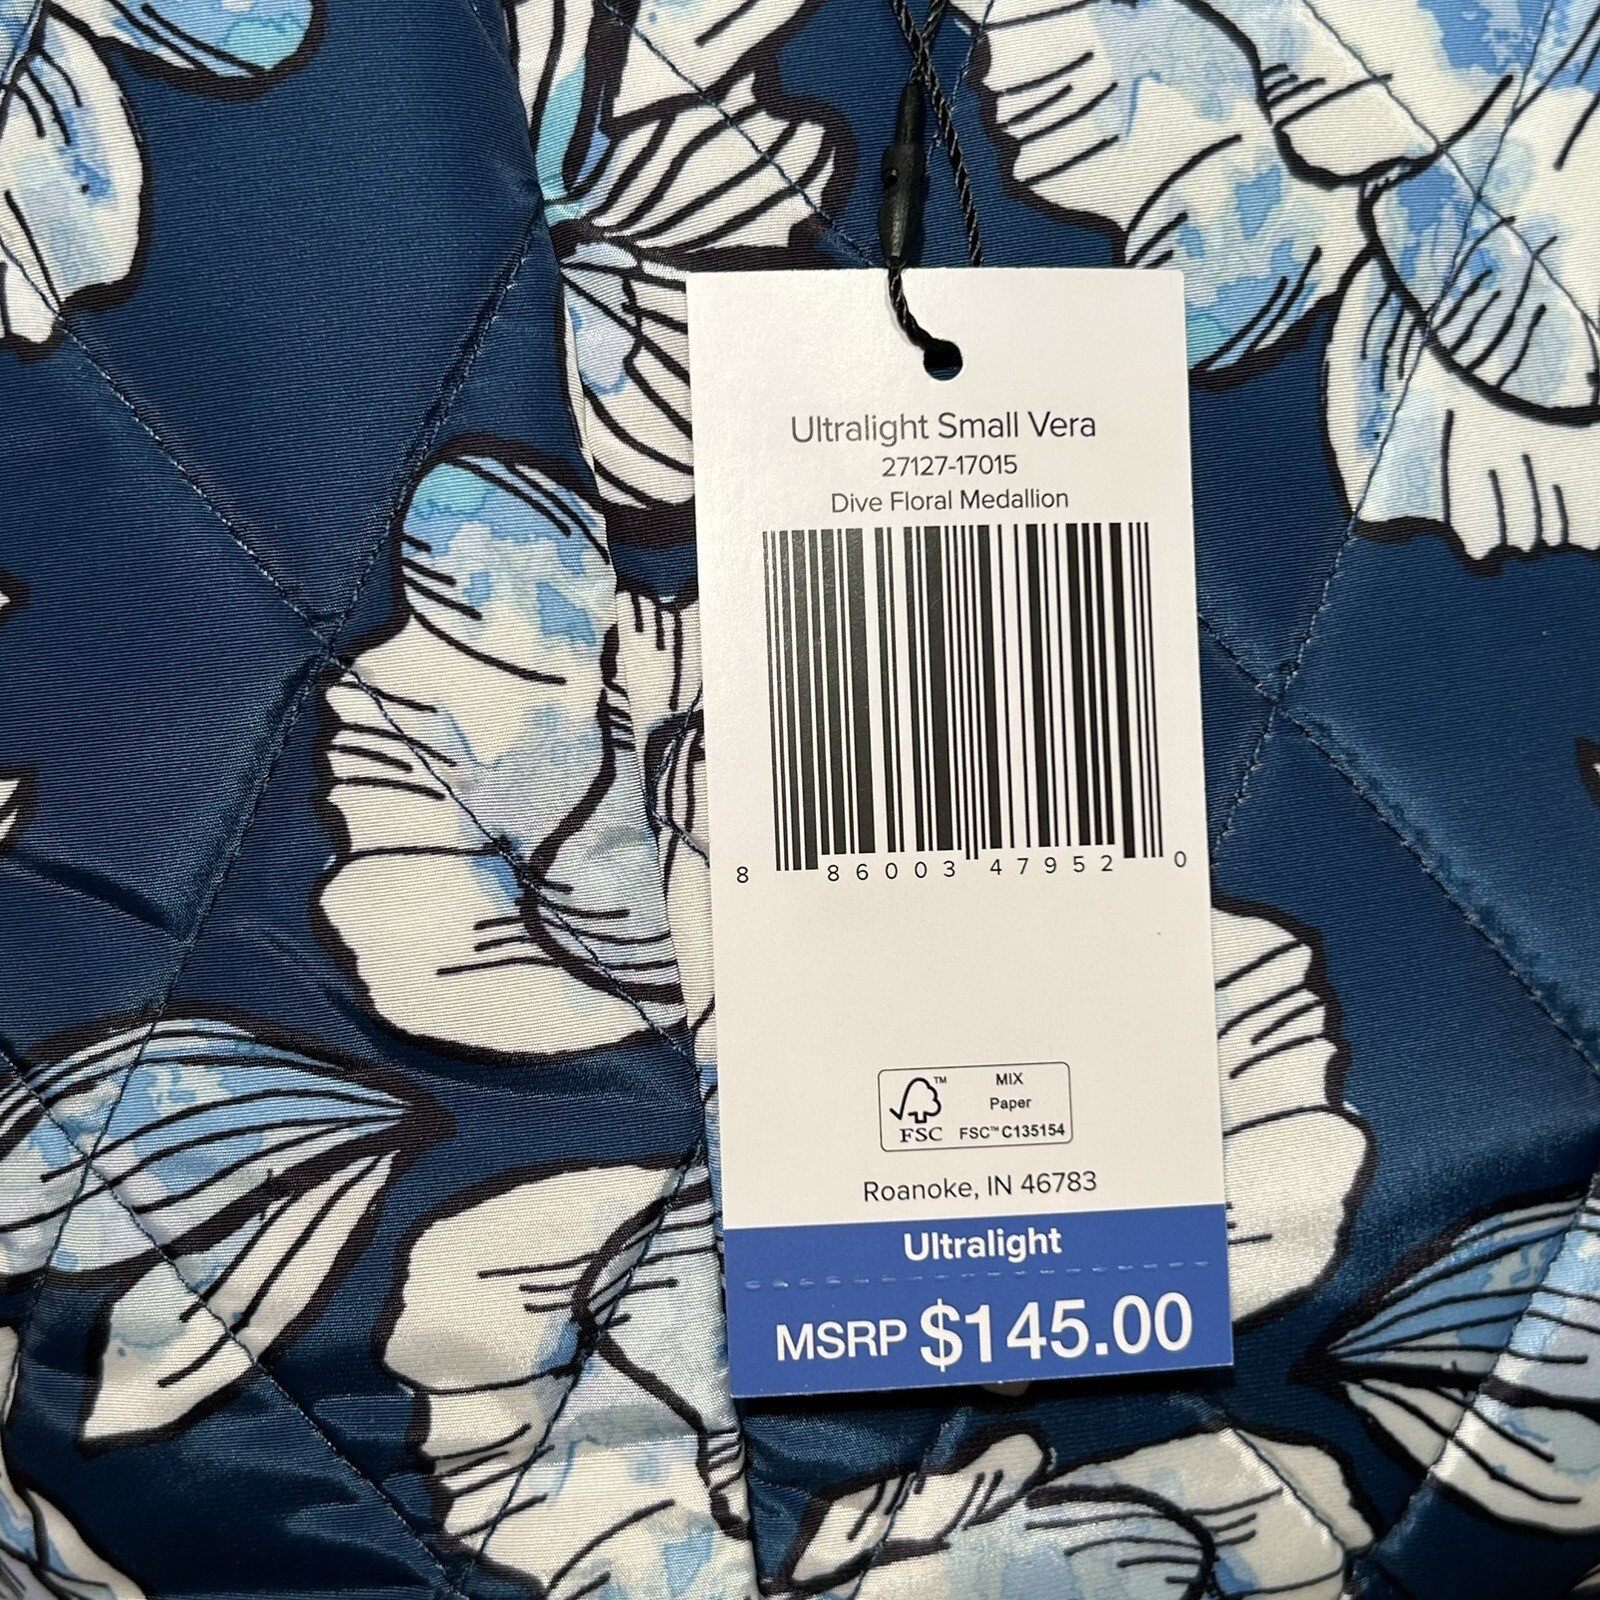 Ultralight Small Vera
27127-17015
Dive Floral Medallion
8 86003 47952 0
FSC™
MIX
Paper
FSC™ C135154
Roanoke, IN 46783
Ultralight
MSRP $145.00